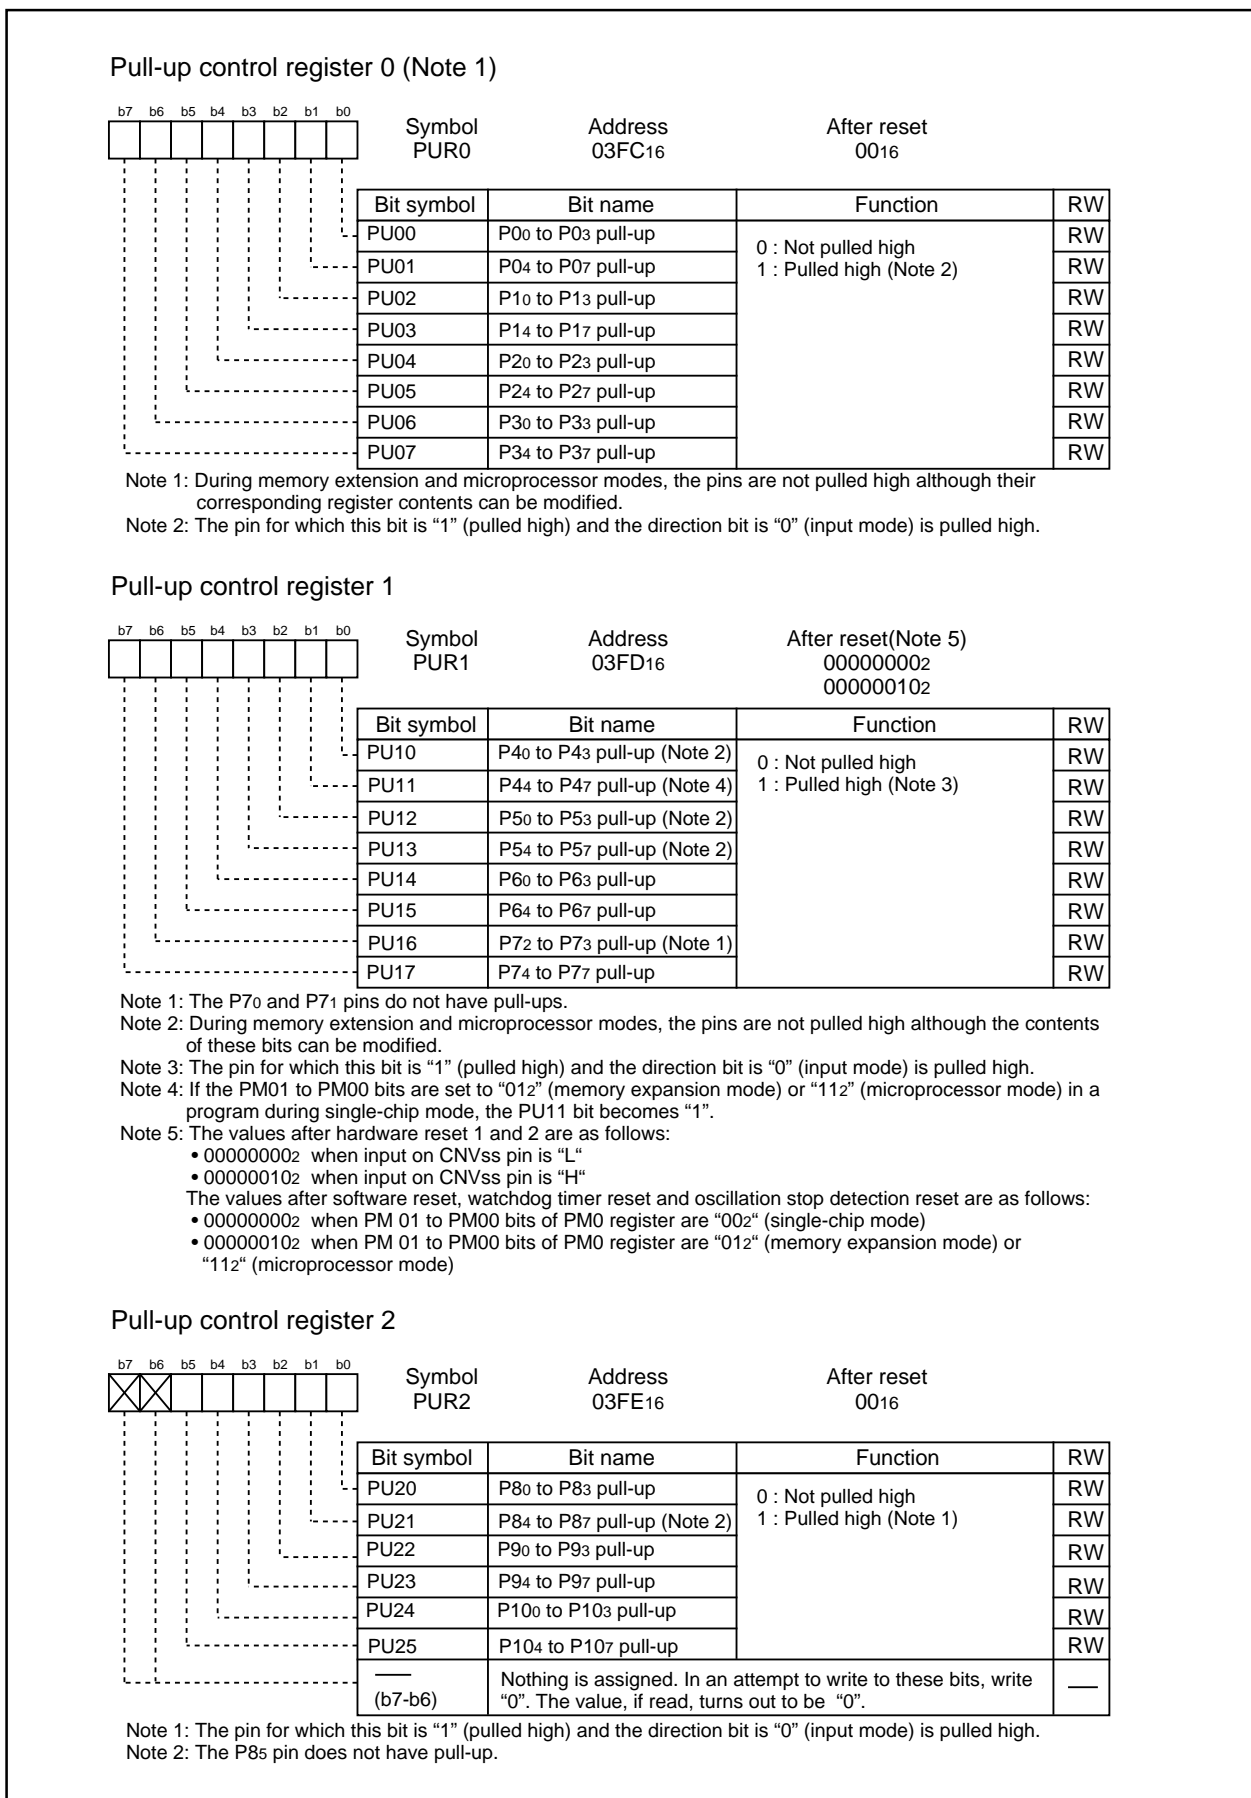 Pull-up control register 0 (Note 1)
b7 b6 b5 b4 b3 b2 b1 b0
Symbol Address After reset
PUR0 03FC16 0016
Bit symbol Bit name Function RW
PU00 P00 to P03 pull-up 0 : Not pulled high RW
PU01 P04 to P07 pull-up 1 : Pulled high (Note 2) RW
PU02 P10 to P13 pull-up RW
PU03 P14 to P17 pull-up RW
PU04 P20 to P23 pull-up RW
PU05 P24 to P27 pull-up RW
PU06 P30 to P33 pull-up RW
PU07 P34 to P37 pull-up RW
Note 1: During memory extension and microprocessor modes, the pins are not pulled high although their
corresponding register contents can be modified.
Note 2: The pin for which this bit is “1” (pulled high) and the direction bit is “0” (input mode) is pulled high.
Pull-up control register 1
b7 b6 b5 b4 b3 b2 b1 b0
Symbol Address After reset(Note 5)
PUR1 03FD16 000000002
000000102
Bit symbol Bit name Function RW
PU10 P40 to P43 pull-up (Note 2) 0 : Not pulled high RW
PU11 P44 to P47 pull-up (Note 4) 1 : Pulled high (Note 3) RW
PU12 P50 to P53 pull-up (Note 2) RW
PU13 P54 to P57 pull-up (Note 2) RW
PU14 P60 to P63 pull-up RW
PU15 P64 to P67 pull-up RW
PU16 P72 to P73 pull-up (Note 1) RW
PU17 P74 to P77 pull-up RW
Note 1: The P70 and P71 pins do not have pull-ups.
Note 2: During memory extension and microprocessor modes, the pins are not pulled high although the contents
of these bits can be modified.
Note 3: The pin for which this bit is “1” (pulled high) and the direction bit is “0” (input mode) is pulled high.
Note 4: If the PM01 to PM00 bits are set to “012” (memory expansion mode) or “112” (microprocessor mode) in a
program during single-chip mode, the PU11 bit becomes “1”.
Note 5: The values after hardware reset 1 and 2 are as follows:
• 000000002 when input on CNVss pin is “L“
• 000000102 when input on CNVss pin is “H“
The values after software reset, watchdog timer reset and oscillation stop detection reset are as follows:
• 000000002 when PM 01 to PM00 bits of PM0 register are “002“ (single-chip mode)
• 000000102 when PM 01 to PM00 bits of PM0 register are “012“ (memory expansion mode) or
“112“ (microprocessor mode)
Pull-up control register 2
b7 b6 b5 b4 b3 b2 b1 b0
Symbol Address After reset
PUR2 03FE16 0016
Bit symbol Bit name Function RW
PU20 P80 to P83 pull-up 0 : Not pulled high RW
PU21 P84 to P87 pull-up (Note 2) 1 : Pulled high (Note 1) RW
PU22 P90 to P93 pull-up RW
PU23 P94 to P97 pull-up RW
PU24 P100 to P103 pull-up RW
PU25 P104 to P107 pull-up RW
Nothing is assigned. In an attempt to write to these bits, write
(b7-b6) “0”. The value, if read, turns out to be “0”.
Note 1: The pin for which this bit is “1” (pulled high) and the direction bit is “0” (input mode) is pulled high.
Note 2: The P85 pin does not have pull-up.